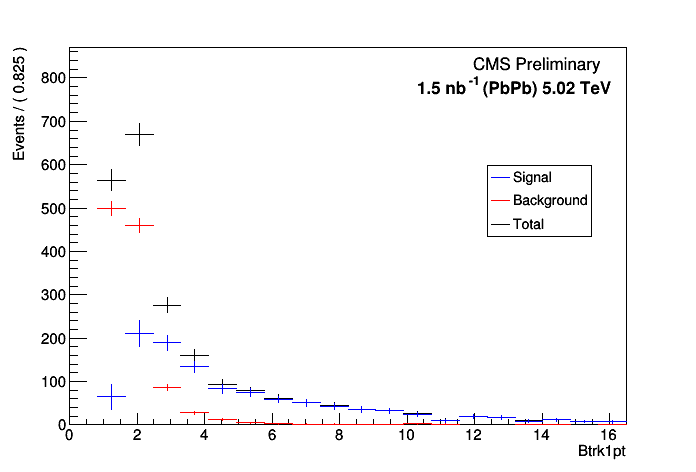 CMS Preliminary
1.5 nb-1 (PbPb) 5.02 TeV
Events / ( 0.825 )
800
700
600
500
400
300
200
100
0
Signal
Background
Total
0 2 4 6 8 10 12 14 16
Btrk1pt